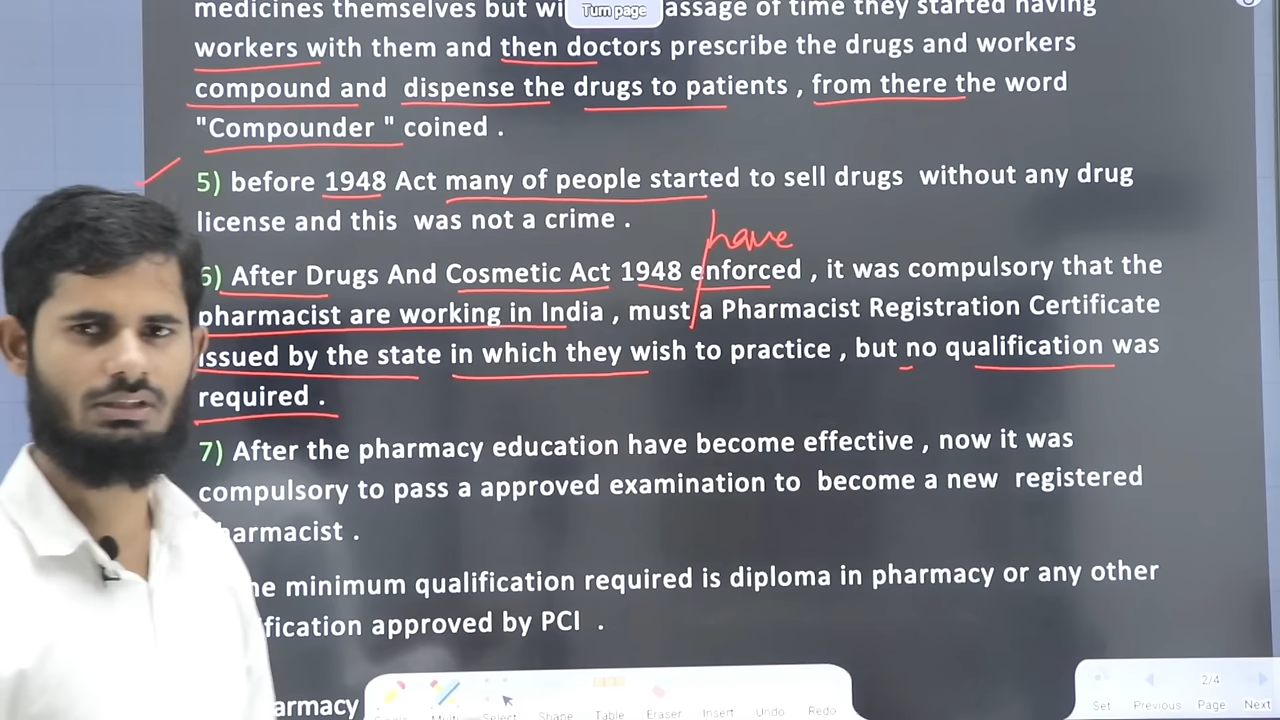 medicines themselves but wi assage of time they started having
Turn page
workers with them and then doctors prescribe the drugs and workers
compound and dispense the drugs to patients , from there the word
"Compounder " coined .
5) before 1948 Act many of people started to sell drugs without any drug
license and this was not a crime .
have
6) After Drugs And Cosmetic Act 1948 enforced , it was compulsory that the
pharmacist are working in India , must a Pharmacist Registration Certificate
issued by the state in which they wish to practice , but no qualification was
required .
7) After the pharmacy education have become effective , now it was
compulsory to pass a approved examination to become a new registered
harmacist .
he minimum qualification required is diploma in pharmacy or any other
ification approved by PCI .
armacy
Select Shape Table Eraser Insert Undo Redo
2/4
Set Previous Page Next